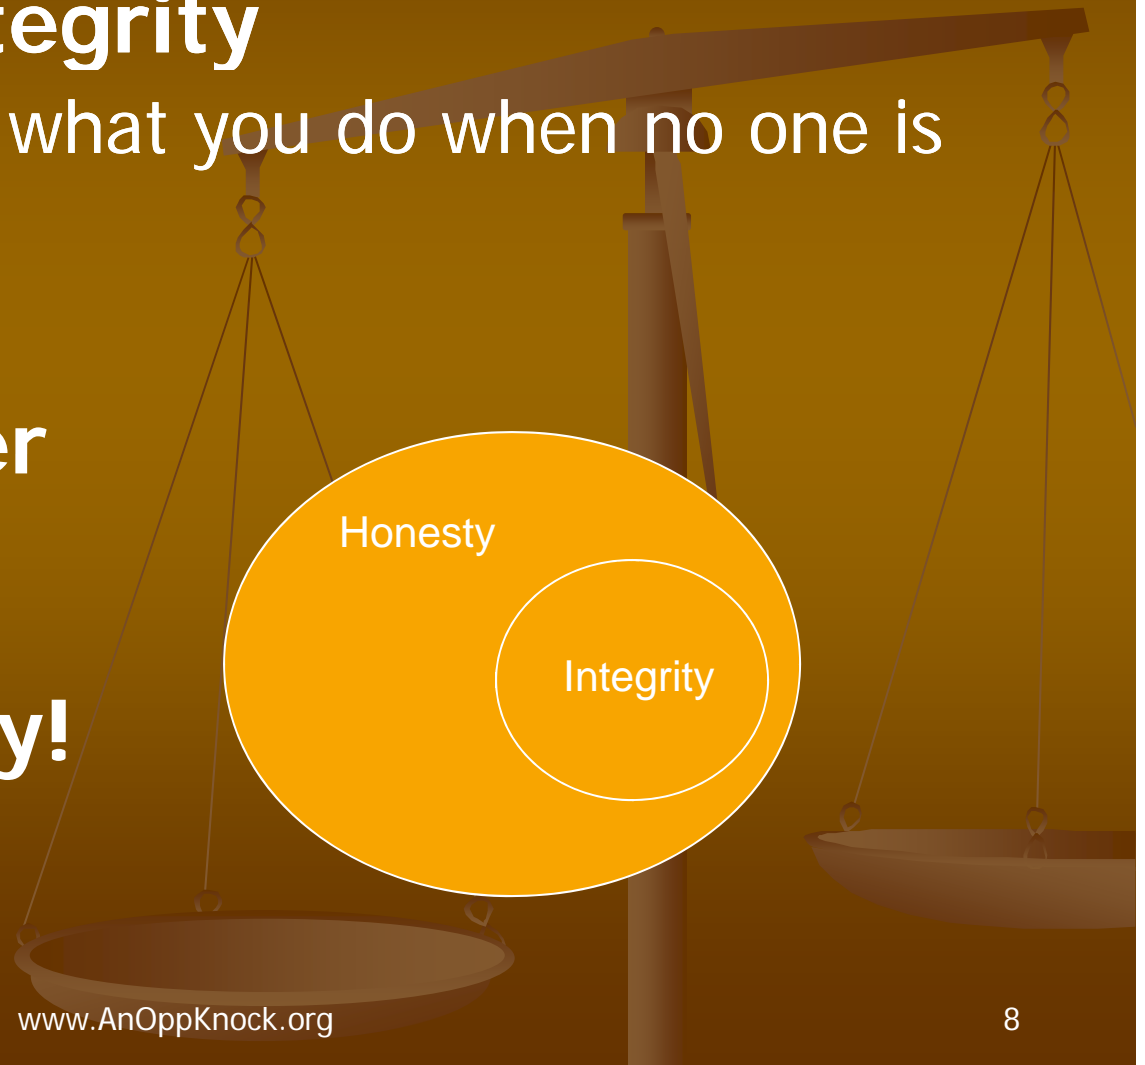 tegrity
what you do when no one is
er
Honesty
Integrity
y!
www.AnOppKnock.org
8